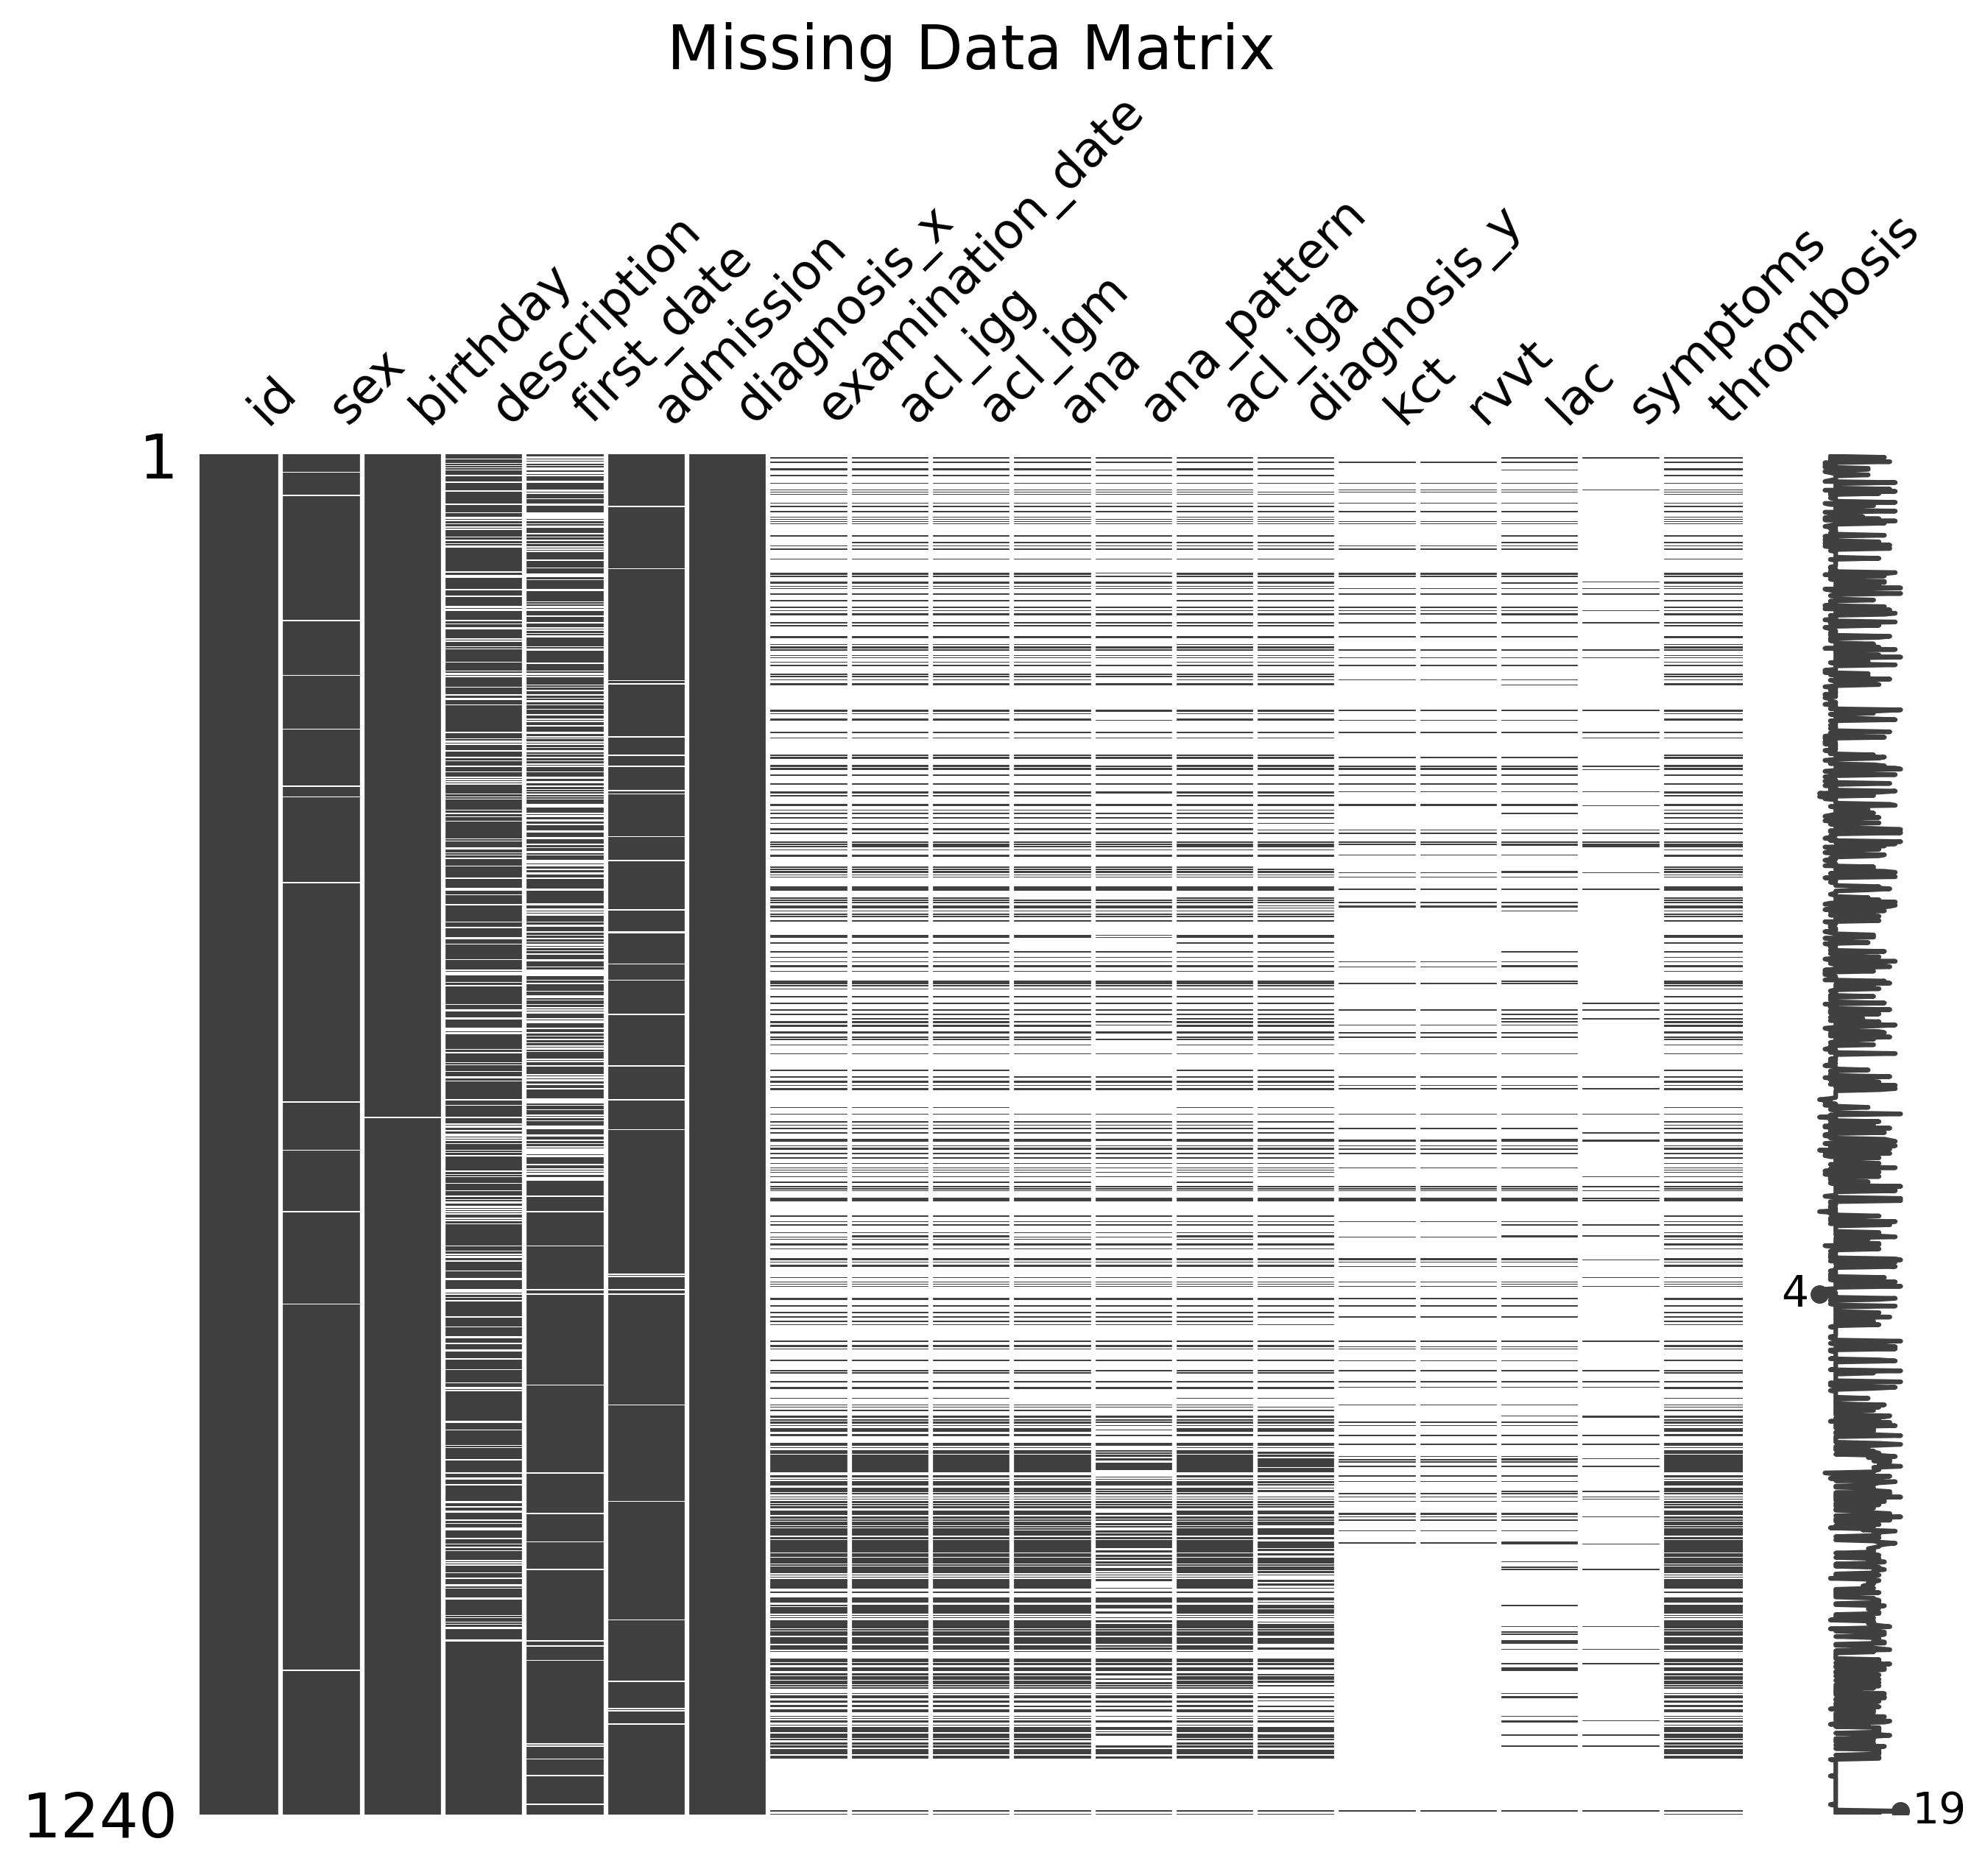 Missing Data Matrix
id
sex
birthday
description
first_date
admission
diagnosis_x
examination_date
acl_igg
acl_igm
ana
ana_pattern
acl_iga
diagnosis_y
kct
rvvt
lac
symptoms
thrombosis
1
4
1240
19